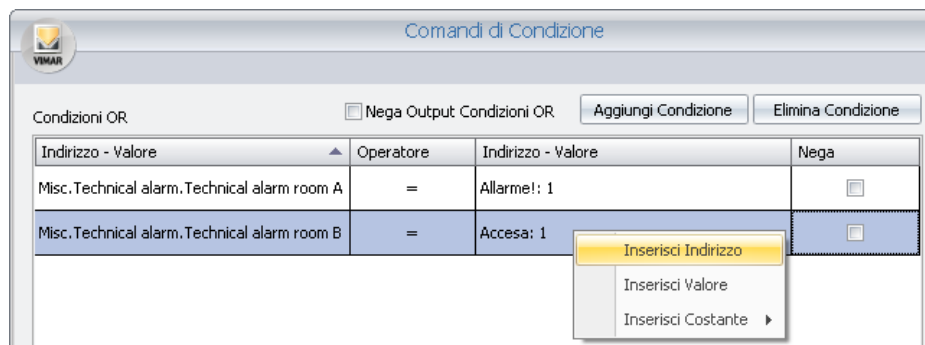 Comandi di Condizione
VIMAR
Condizioni OR Nega Output Condizioni OR Aggiungi Condizione Elimina Condizione
Indirizzo - Valore Operatore Indirizzo - Valore Nega
Misc.Technical alarm.Technical alarm room A = Allarme!: 1
Misc.Technical alarm.Technical alarm room B = Accesa: 1
Inserisci Indirizzo
Inserisci Valore
Inserisci Costante